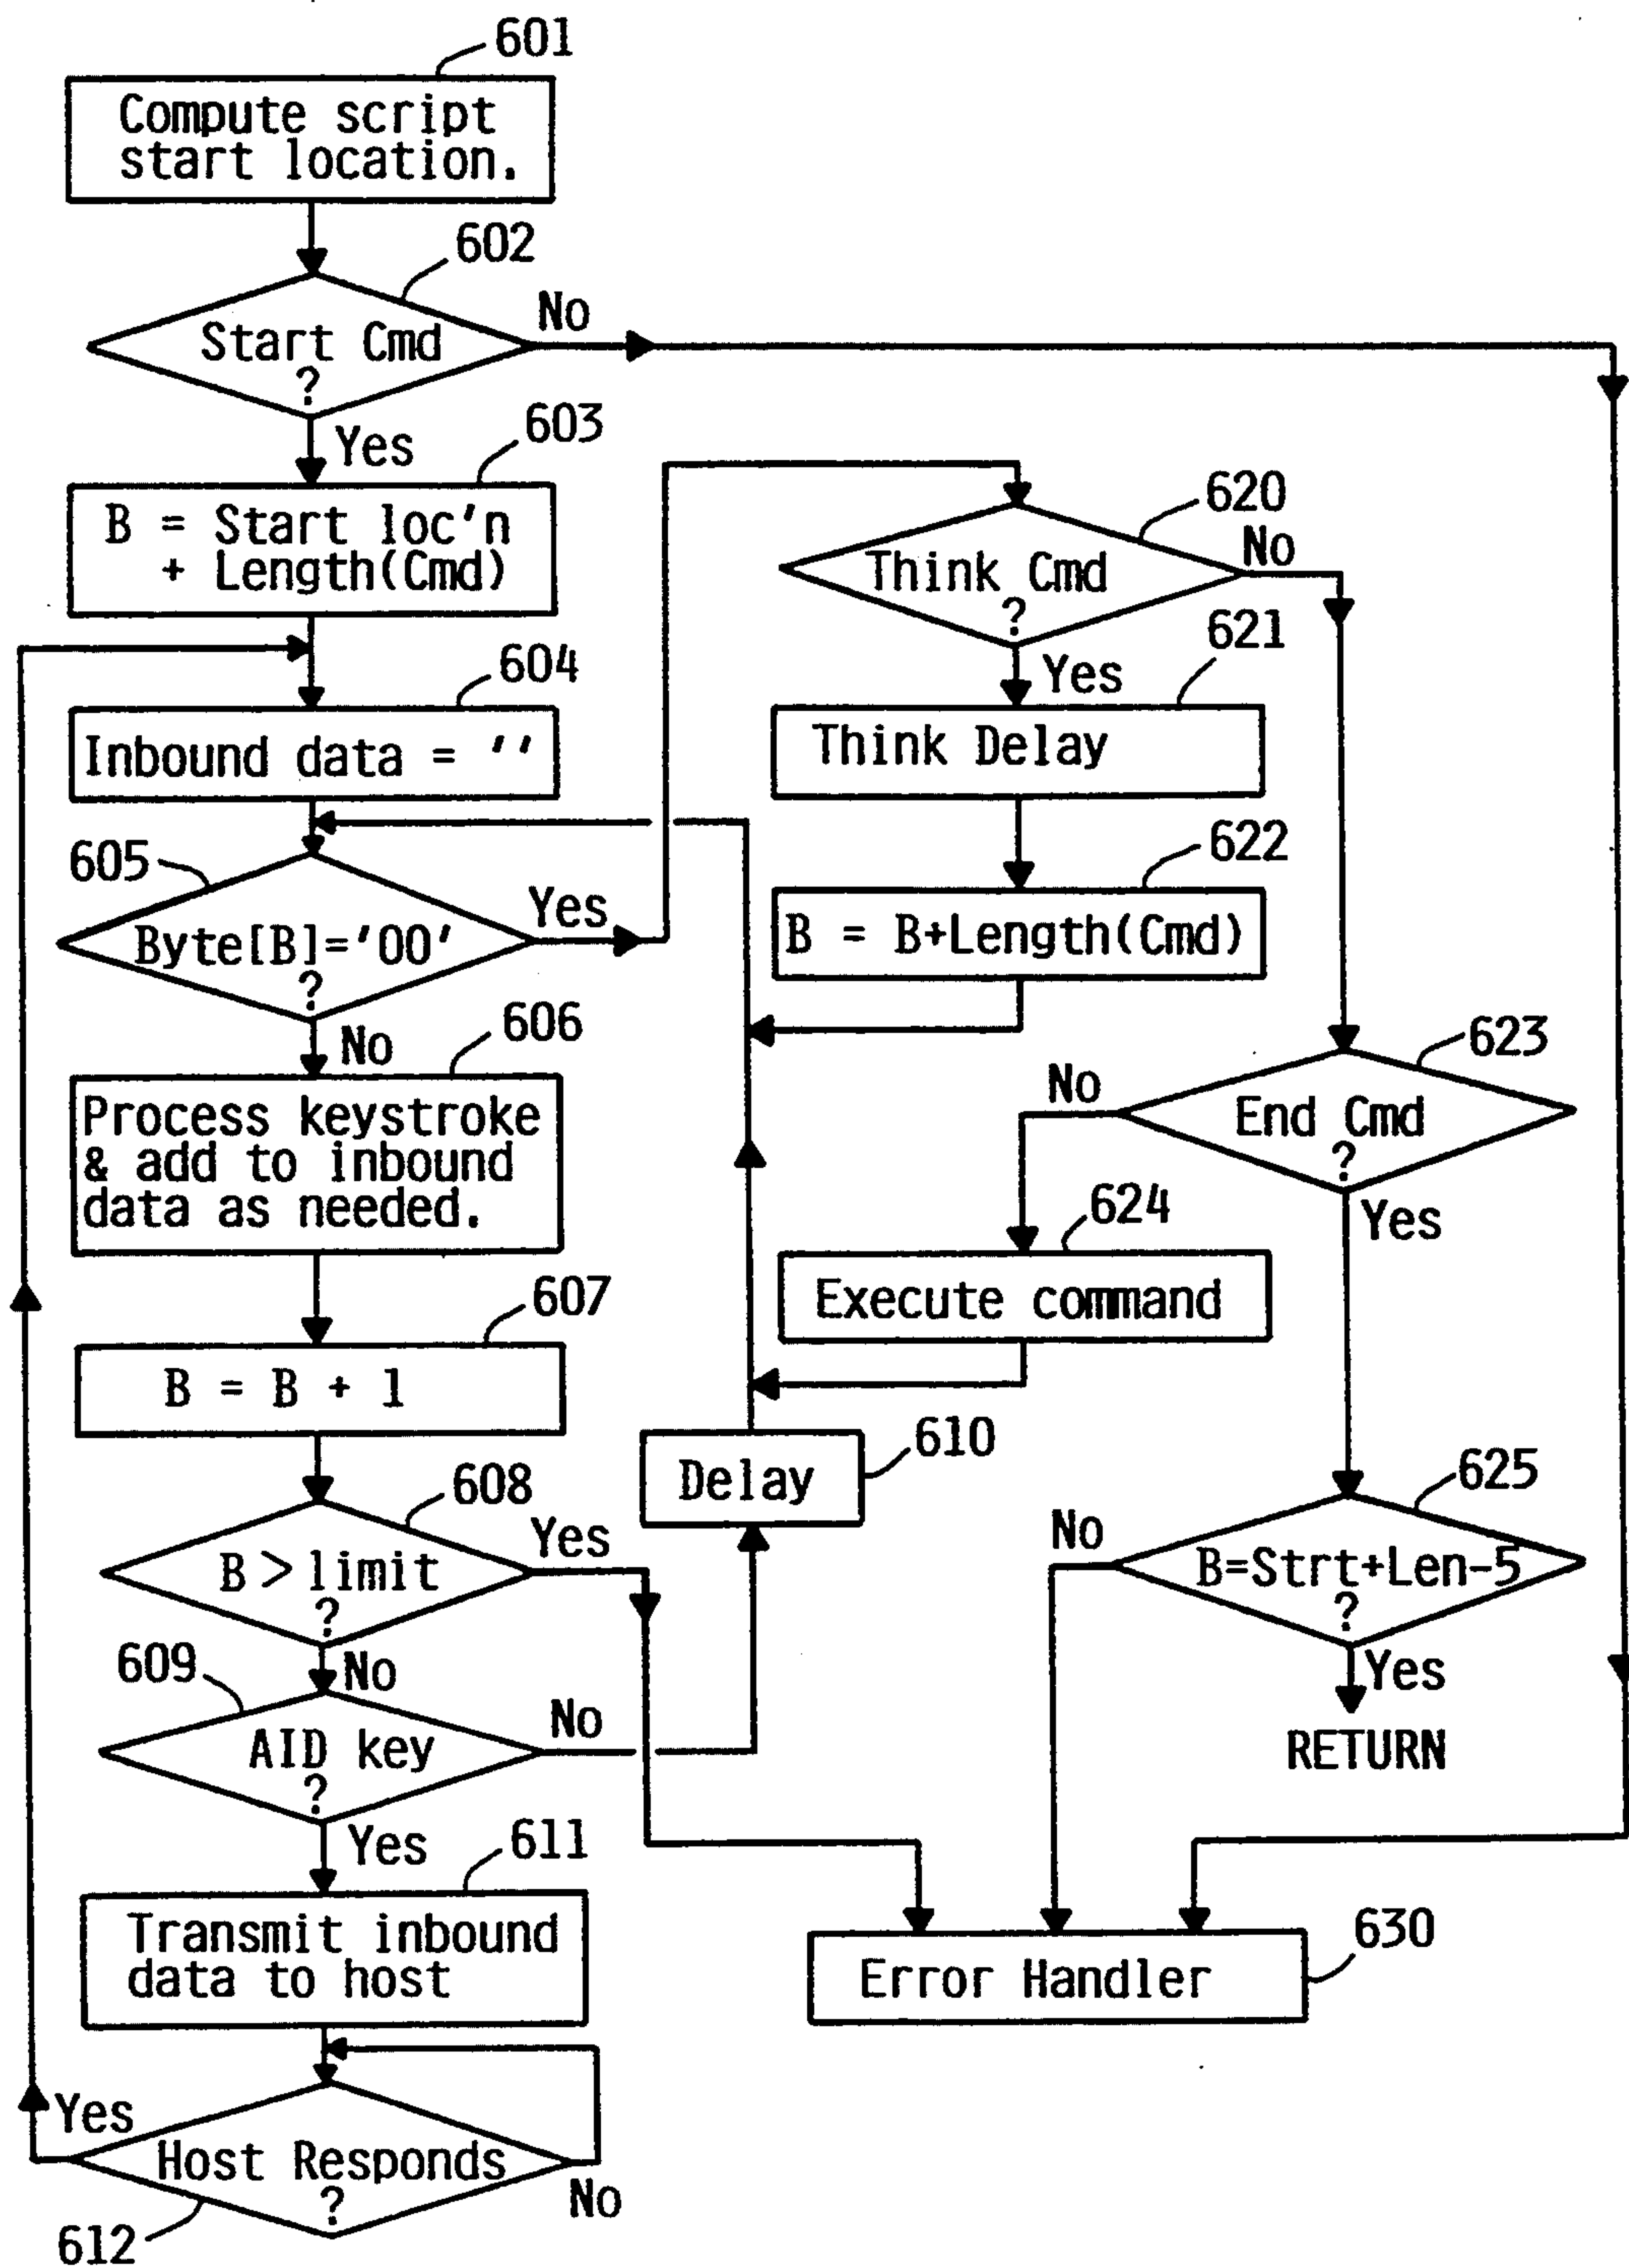 601
Compute script
start location.
602
Start Cmd
?
No
Yes
603
B = Start loc'n
+ Length(Cmd)
604
Inbound data = ''
605
Byte[B]='00'
?
Yes
No
606
Process keystroke
& add to inbound
data as needed.
607
B = B + 1
608
B > limit
?
Yes
No
609
AID key
?
No
Yes
610
Delay
611
Transmit inbound
data to host
612
Host Responds
?
Yes
No
620
Think Cmd
?
No
Yes
621
Think Delay
622
B = B+Length(Cmd)
623
End Cmd
?
No
Yes
624
Execute command
625
B=Strt+Len-5
?
No
Yes
RETURN
630
Error Handler